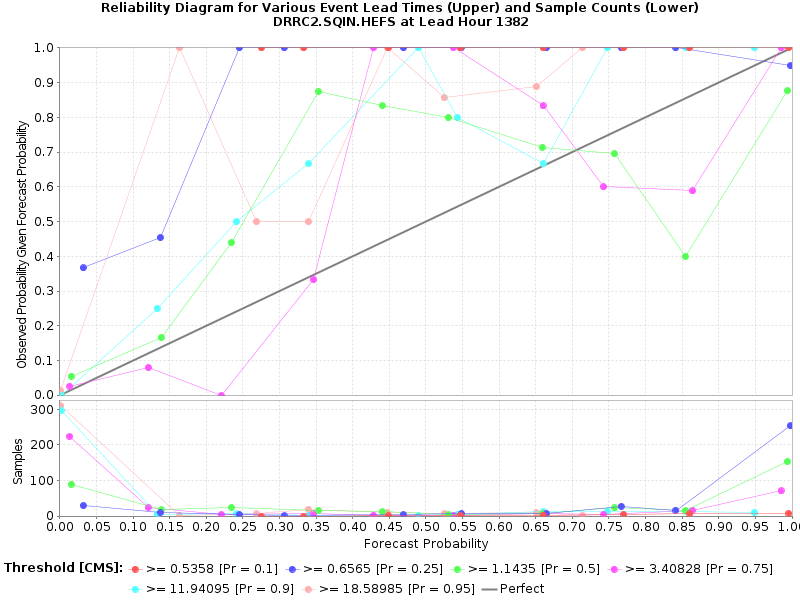 Reliability Diagram for Various Event Lead Times (Upper) and Sample Counts (Lower)
DRRC2.SQIN.HEFS at Lead Hour 1382
Observed Probability Given Forecast Probability
1.0
0.9
0.8
0.7
0.6
0.5
0.4
0.3
0.2
0.1
0.0
Samples
300
200
100
0
0.00 0.05 0.10 0.15 0.20 0.25 0.30 0.35 0.40 0.45 0.50 0.55 0.60 0.65 0.70 0.75 0.80 0.85 0.90 0.95 1.00
Forecast Probability
Threshold [CMS]: >= 0.5358 [Pr = 0.1] >= 0.6565 [Pr = 0.25] >= 1.1435 [Pr = 0.5] >= 3.40828 [Pr = 0.75]
>= 11.94095 [Pr = 0.9] >= 18.58985 [Pr = 0.95] Perfect